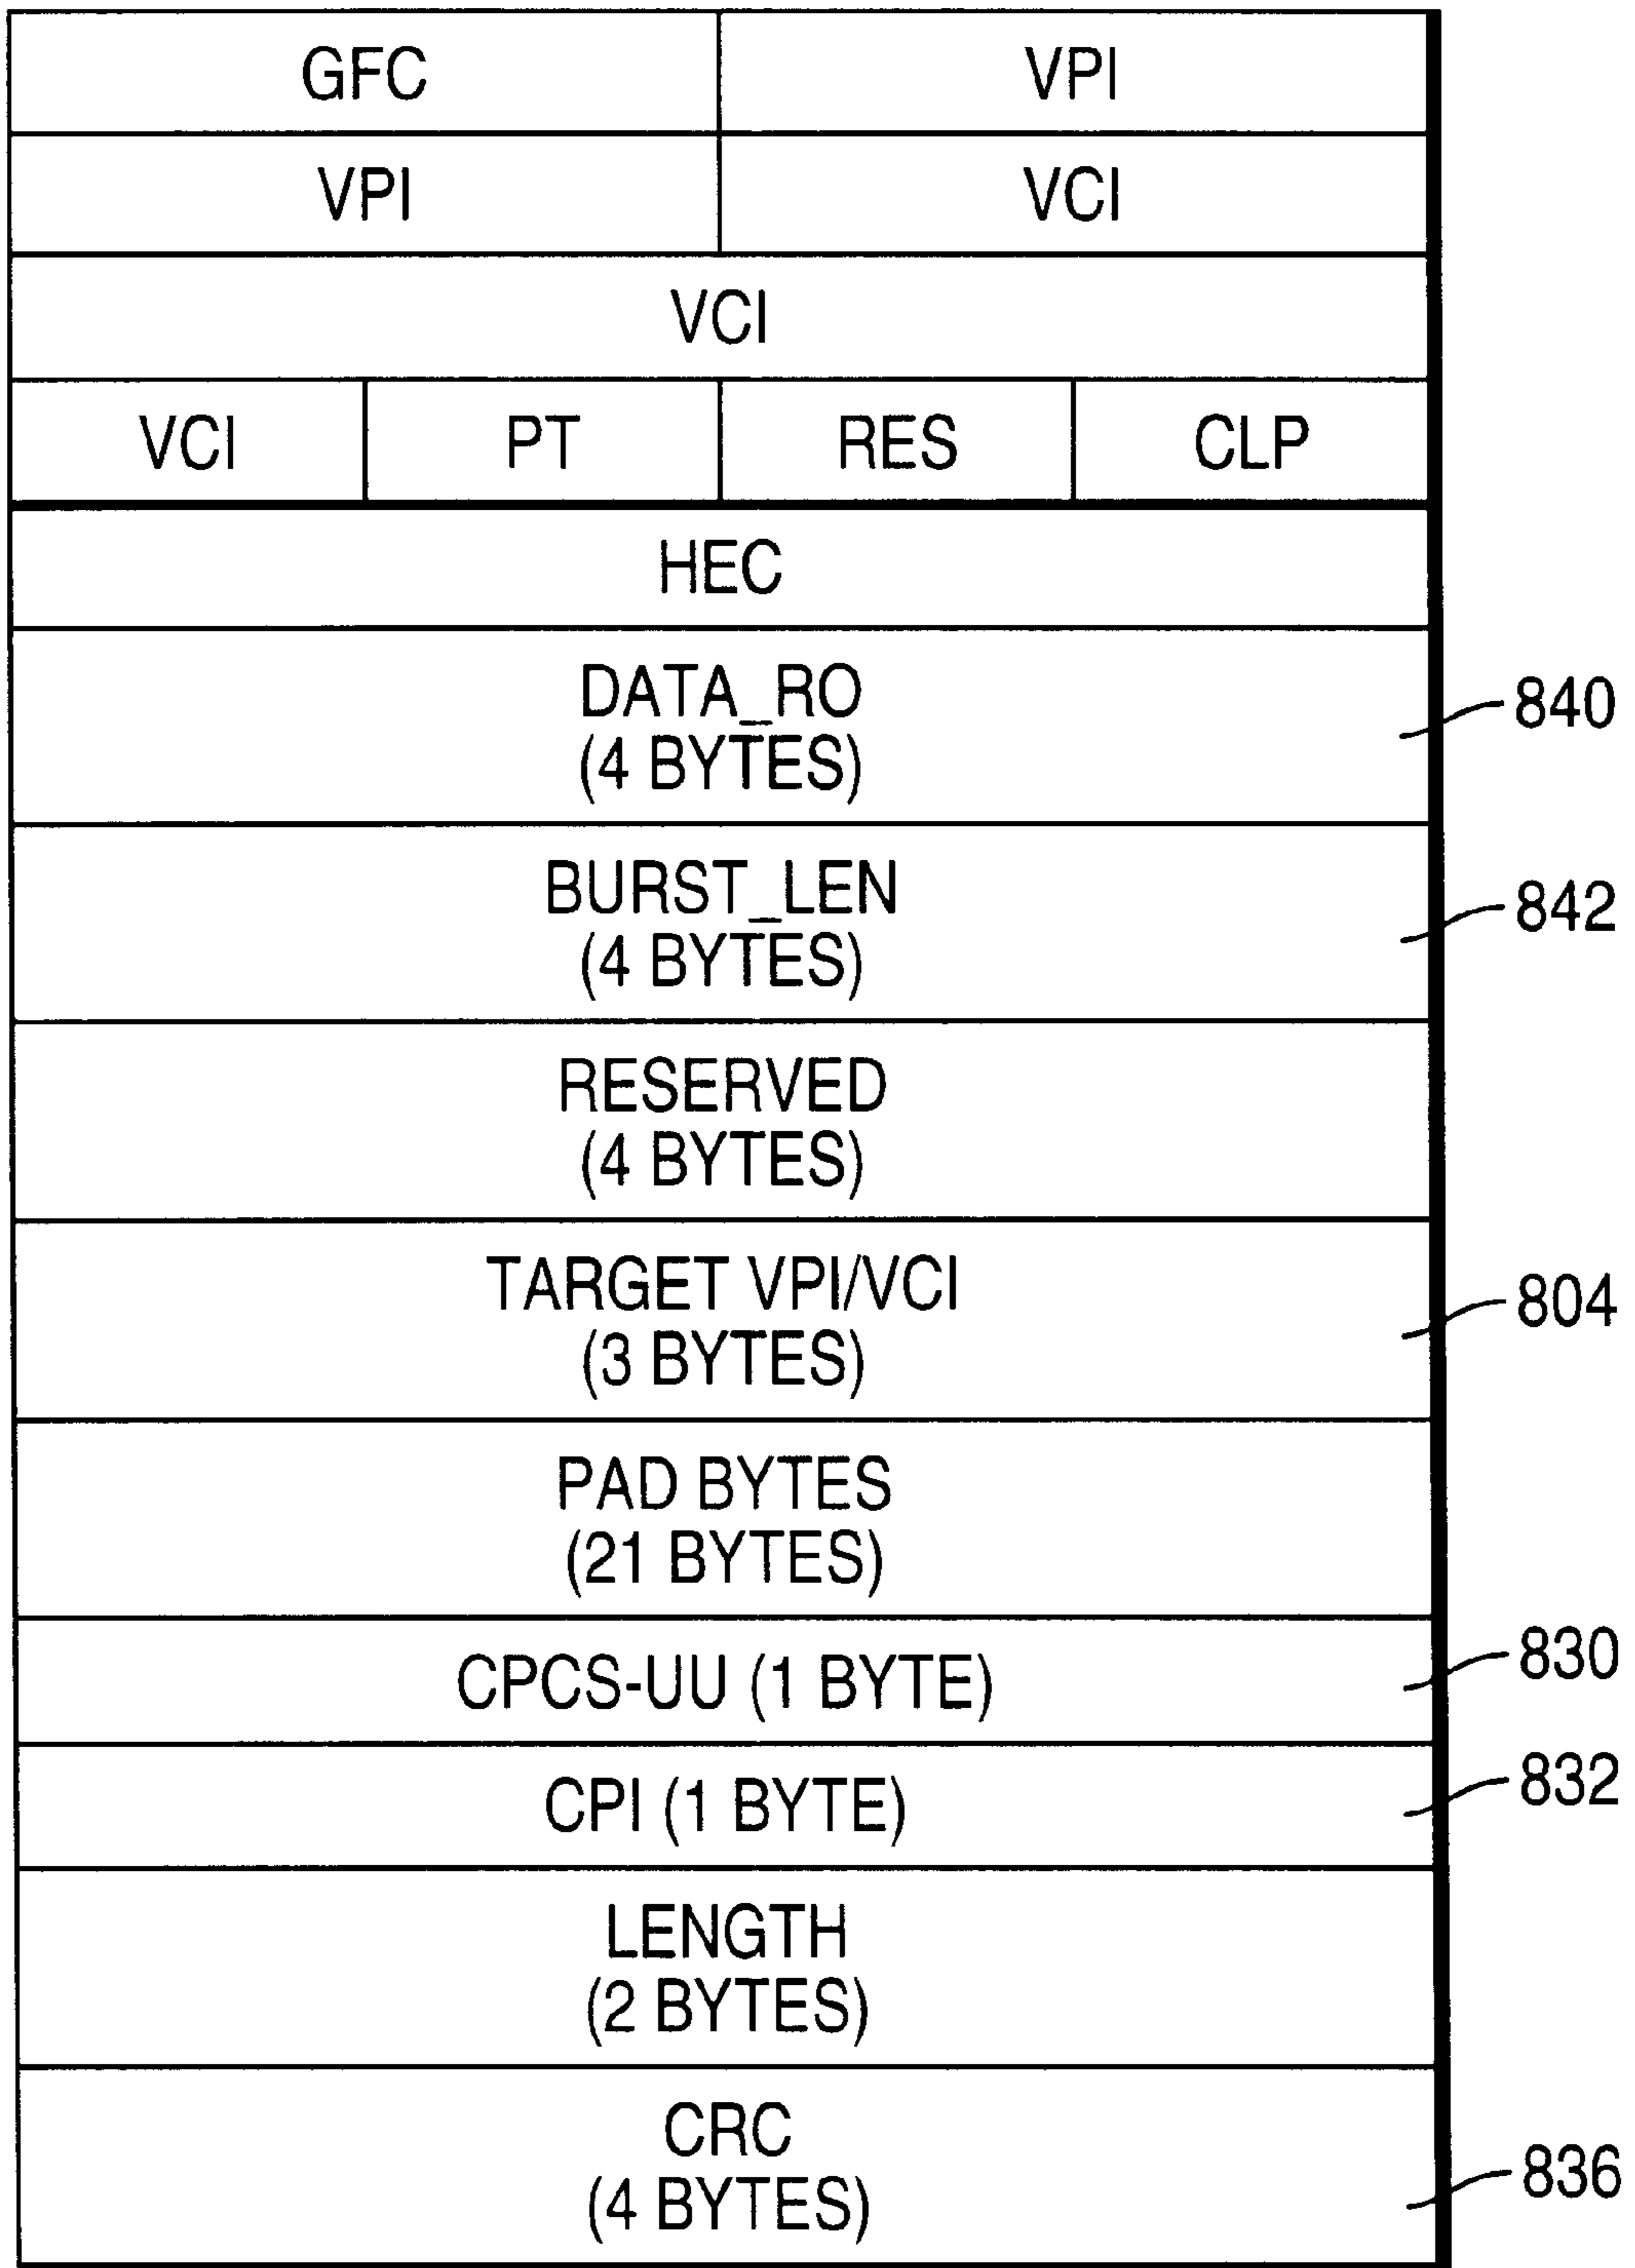 GFC VPI
VPI VCI
VCI
VCI PT RES CLP
HEC
DATA_RO
(4 BYTES)
840
BURST_LEN
(4 BYTES)
842
RESERVED
(4 BYTES)
TARGET VPI/VCI
(3 BYTES)
804
PAD BYTES
(21 BYTES)
CPCS-UU (1 BYTE)
830
CPI (1 BYTE)
832
LENGTH
(2 BYTES)
CRC
(4 BYTES)
836